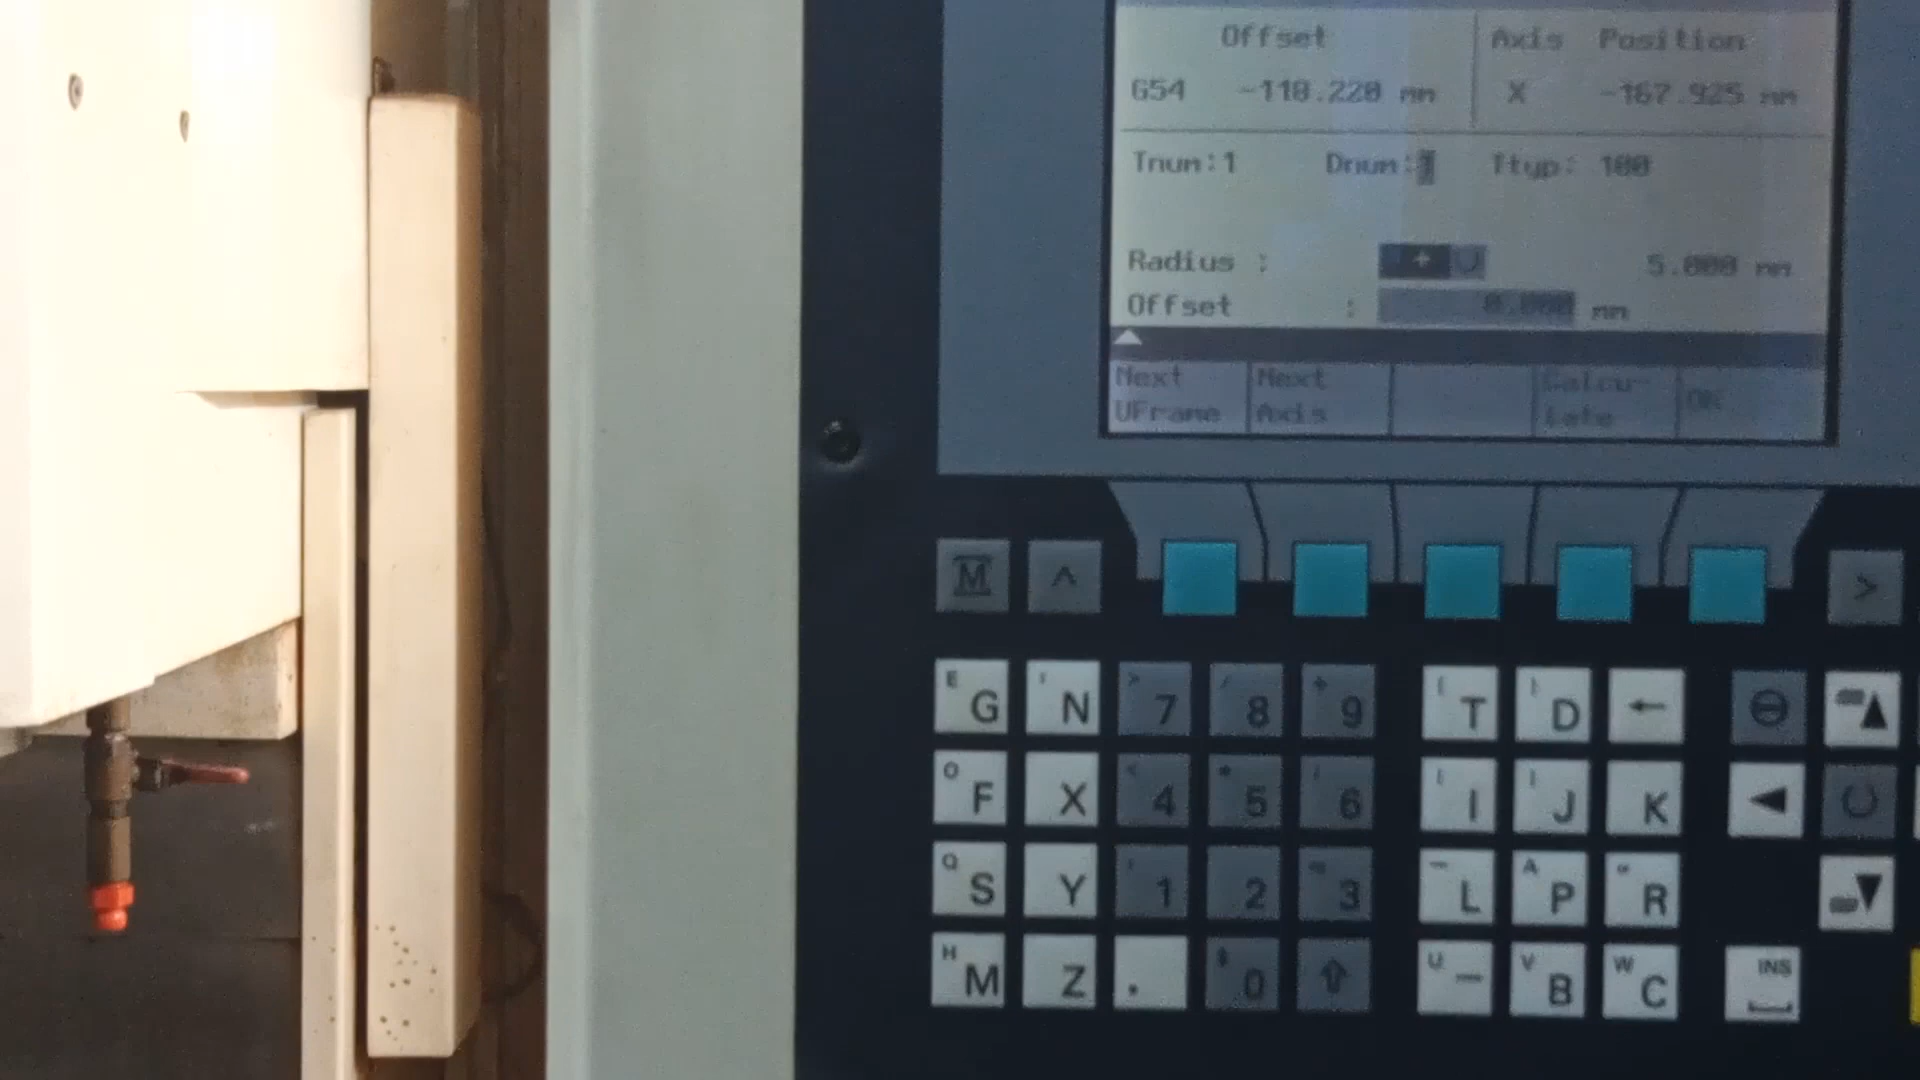 Offset Axis Position
G54 -118.220 mm X -167.925 mm
Tnum:1 Dnum:1 Ttyp: 100
Radius : + 5.000 mm
Offset : 0.000 mm
Next UFrame
Next Axis
Calcu-late
OK
M ^ >
E G ' N > 7 / 8 + 9 T D ←
O F X < 4 * 5 6 I J K
Q S Y 1 2 = 3 L A P " R
H M Z . $ 0 U V B W C INS